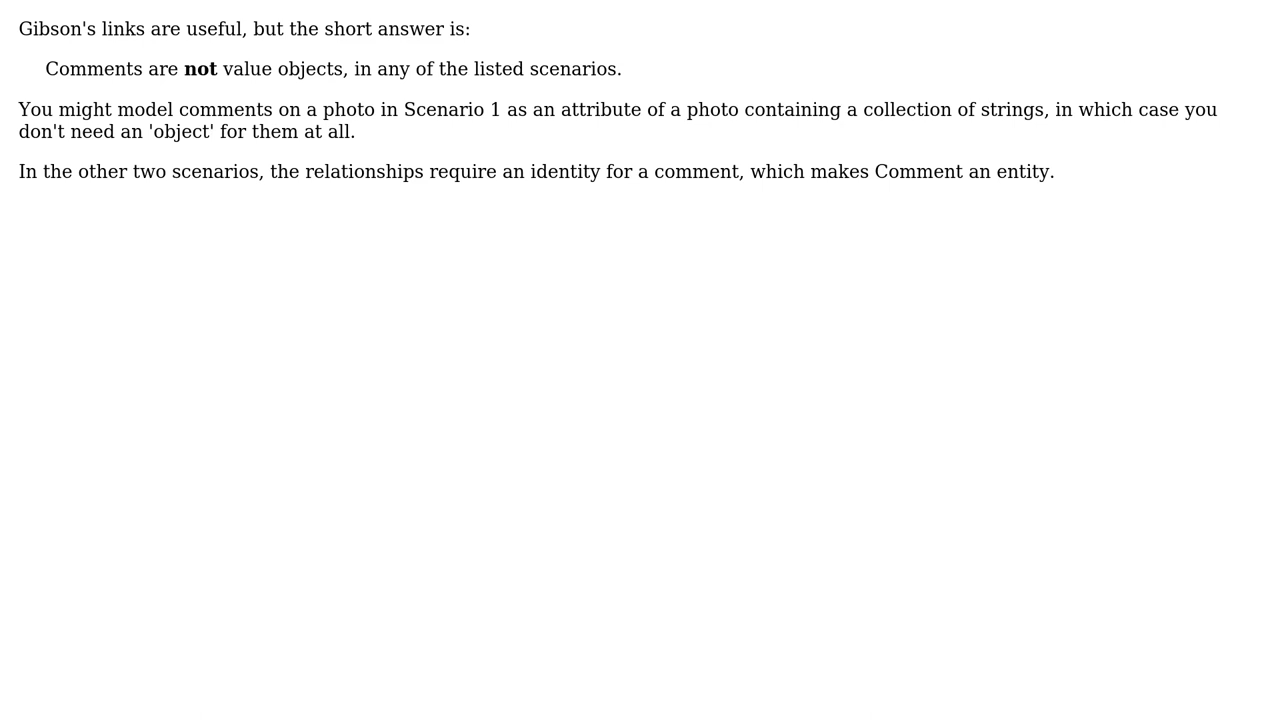 Gibson's links are useful, but the short answer is:
Comments are not value objects, in any of the listed scenarios.
You might model comments on a photo in Scenario 1 as an attribute of a photo containing a collection of strings, in which case you
don't need an 'object' for them at all.
In the other two scenarios, the relationships require an identity for a comment, which makes Comment an entity.